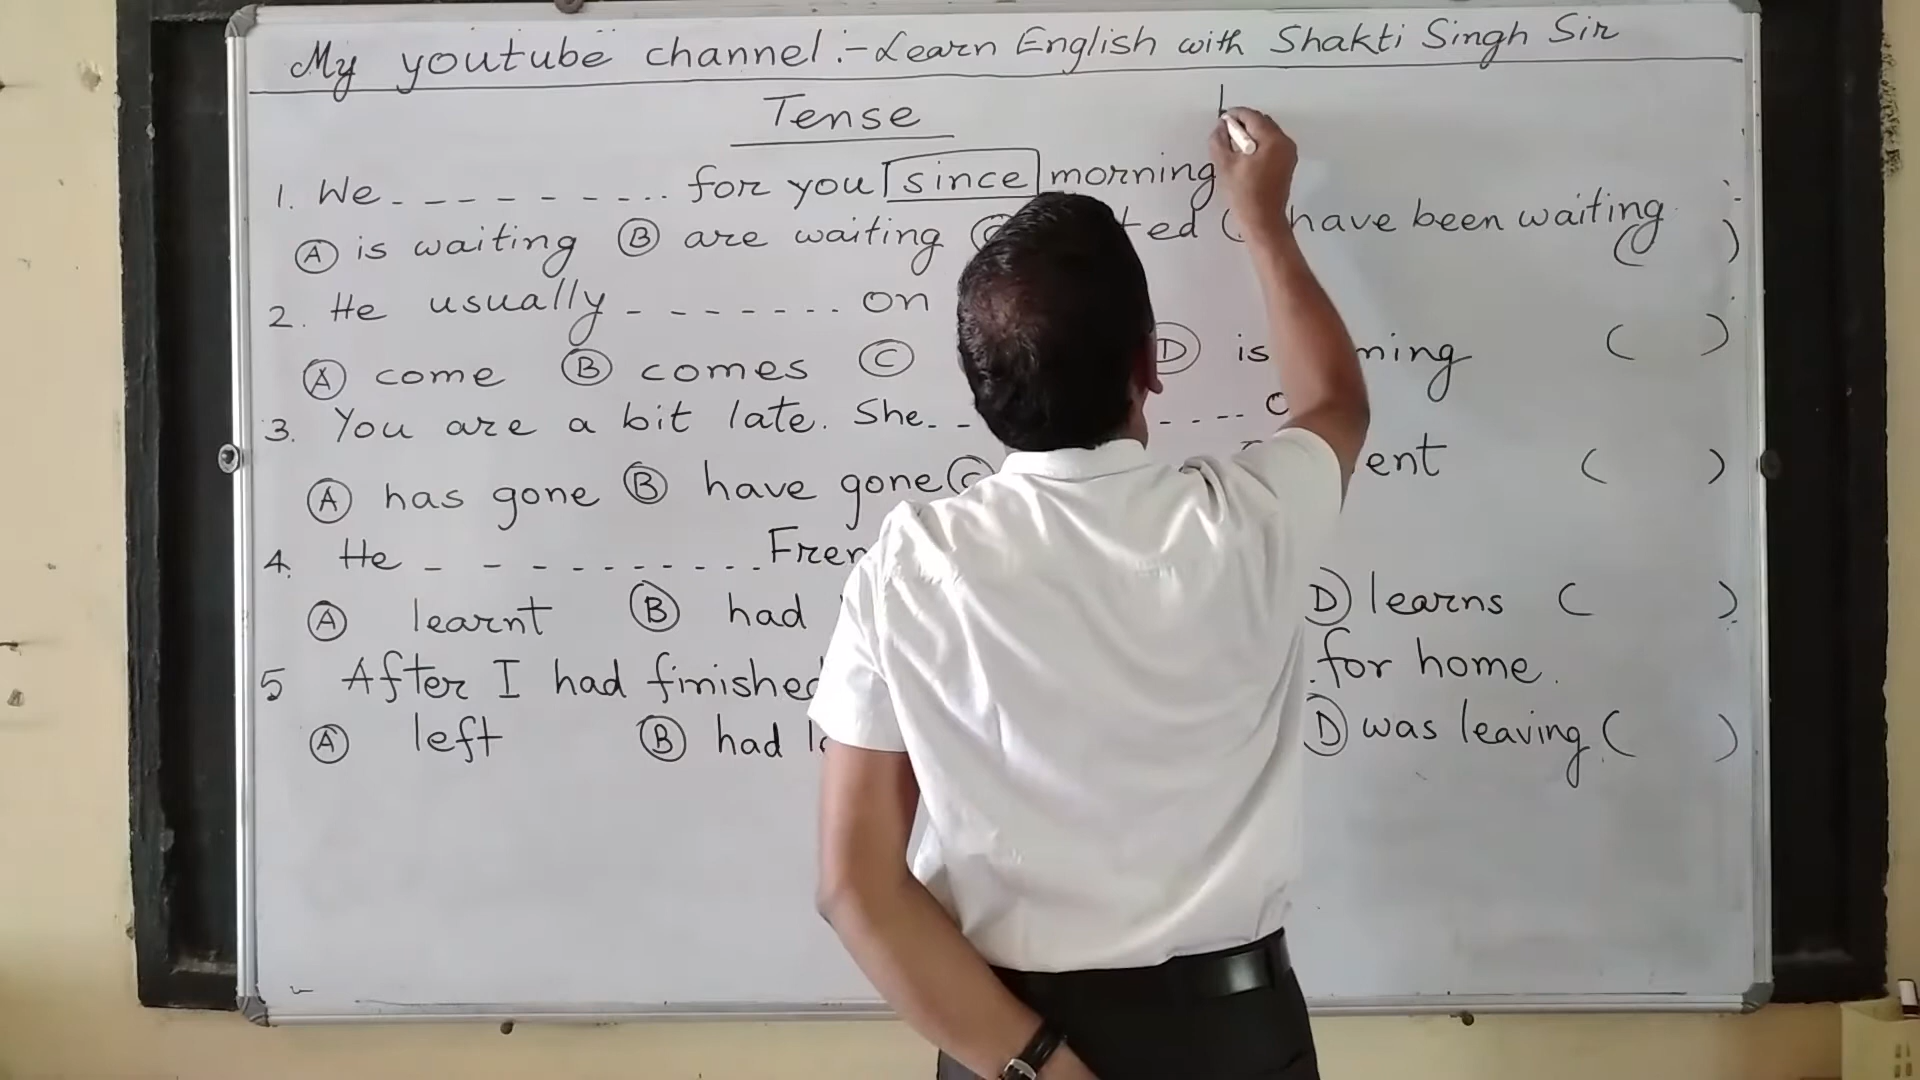 My youtube channel :- Learn English with Shakti Singh Sir
Tense
1. We - - - - - - - - for you since morning
A is waiting B are waiting have been waiting ( )
2. He usually - - - - - - - on
A come B comes C D is ( )
3. You are a bit late. She - - - - -
A has gone B have gone C ( )
4. He - - - - - - - - - -
A learnt B had D learns ( )
5 After I had finished for home.
A left B had D was leaving ( )